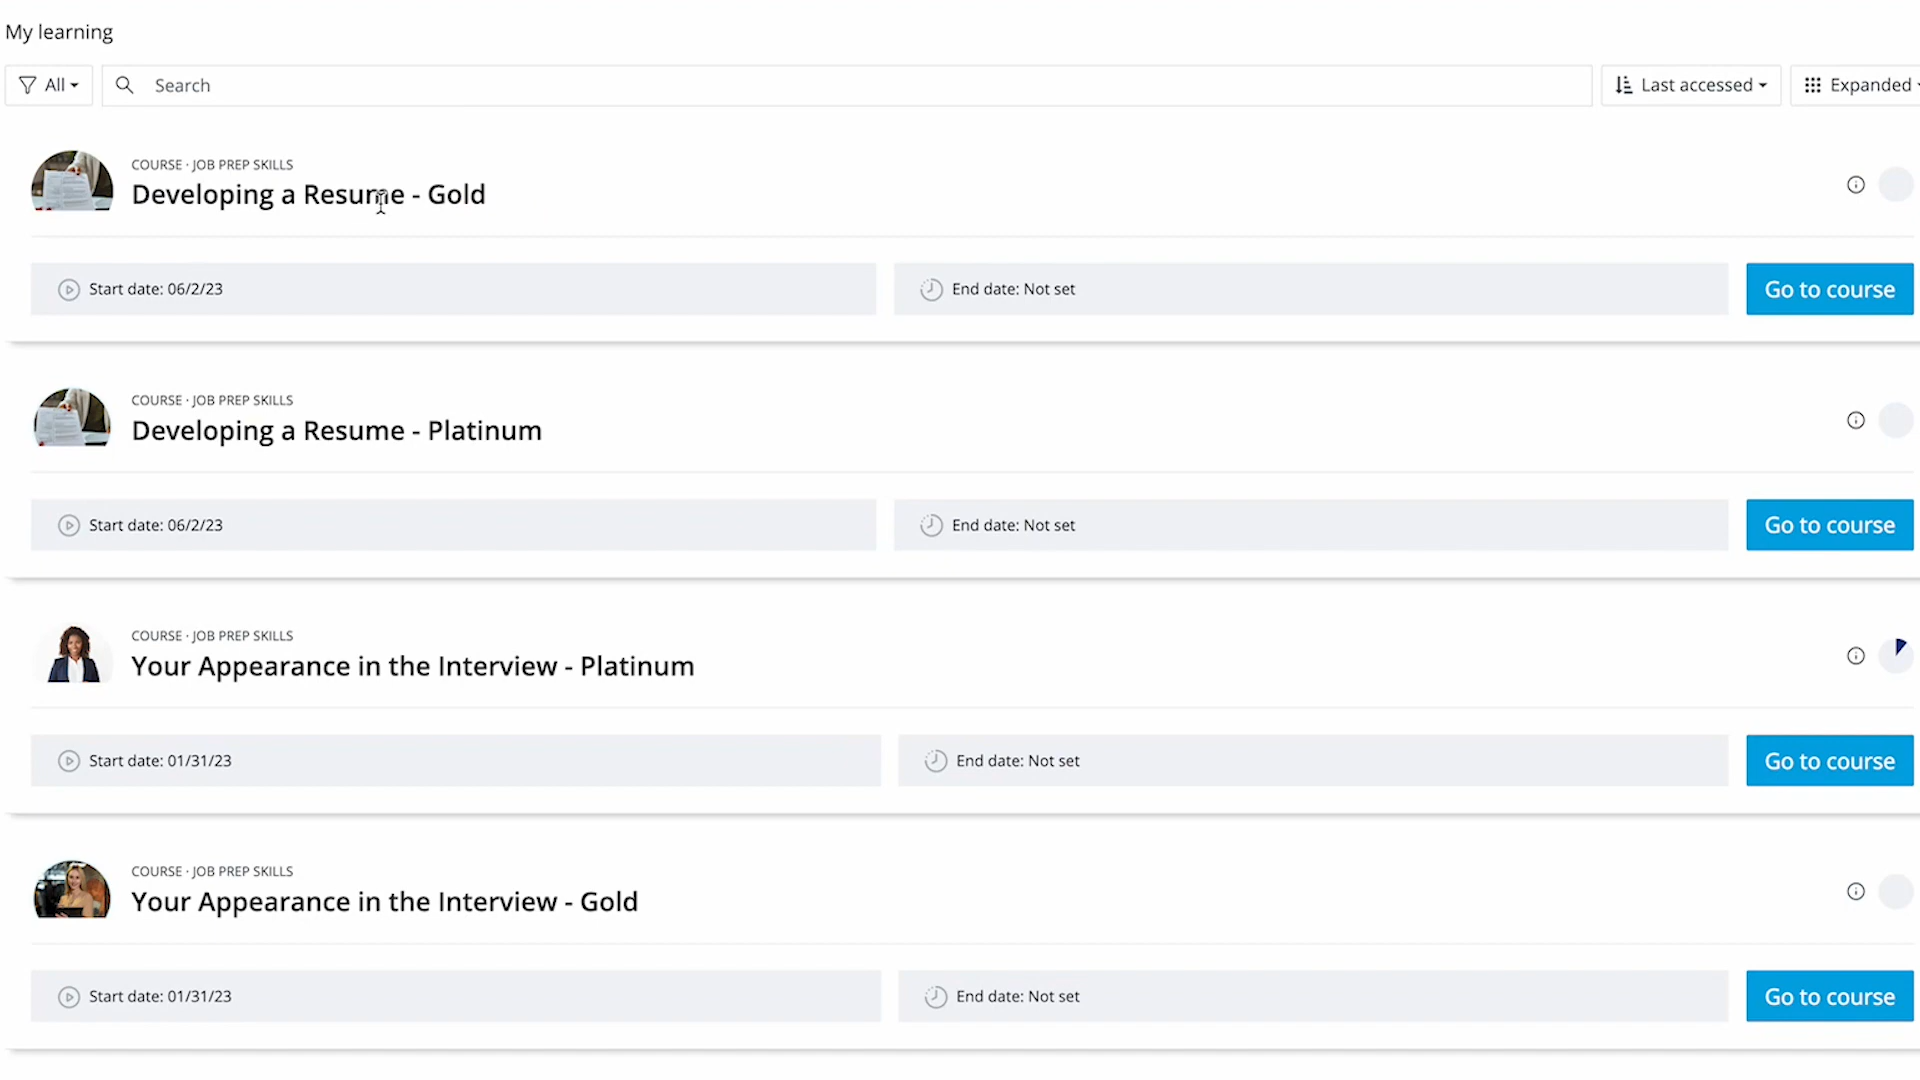 My learning
All
Search
Last accessed
Expanded
COURSE · JOB PREP SKILLS
Developing a Resume - Gold
Start date: 06/2/23
End date: Not set
Go to course
COURSE · JOB PREP SKILLS
Developing a Resume - Platinum
Start date: 06/2/23
End date: Not set
Go to course
COURSE · JOB PREP SKILLS
Your Appearance in the Interview - Platinum
Start date: 01/31/23
End date: Not set
Go to course
COURSE · JOB PREP SKILLS
Your Appearance in the Interview - Gold
Start date: 01/31/23
End date: Not set
Go to course